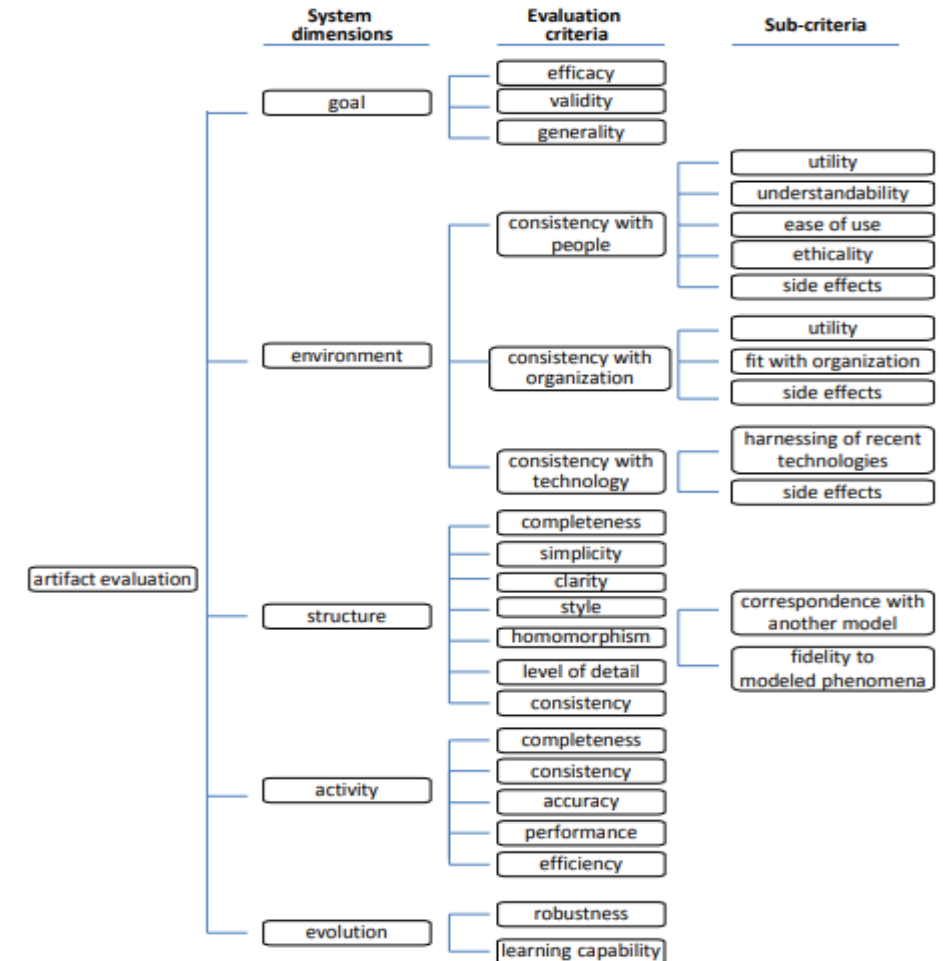 System
dimensions
Evaluation
criteria
Sub-criteria
goal
efficacy
validity
generality
environment
consistency with
people
utility
understandability
ease of use
ethicality
side effects
consistency with
organization
utility
fit with organization
side effects
consistency with
technology
harnessing of recent
technologies
side effects
artifact evaluation
structure
completeness
simplicity
clarity
style
homomorphism
correspondence with
another model
fidelity to
modeled phenomena
level of detail
consistency
activity
completeness
consistency
accuracy
performance
efficiency
evolution
robustness
learning capability